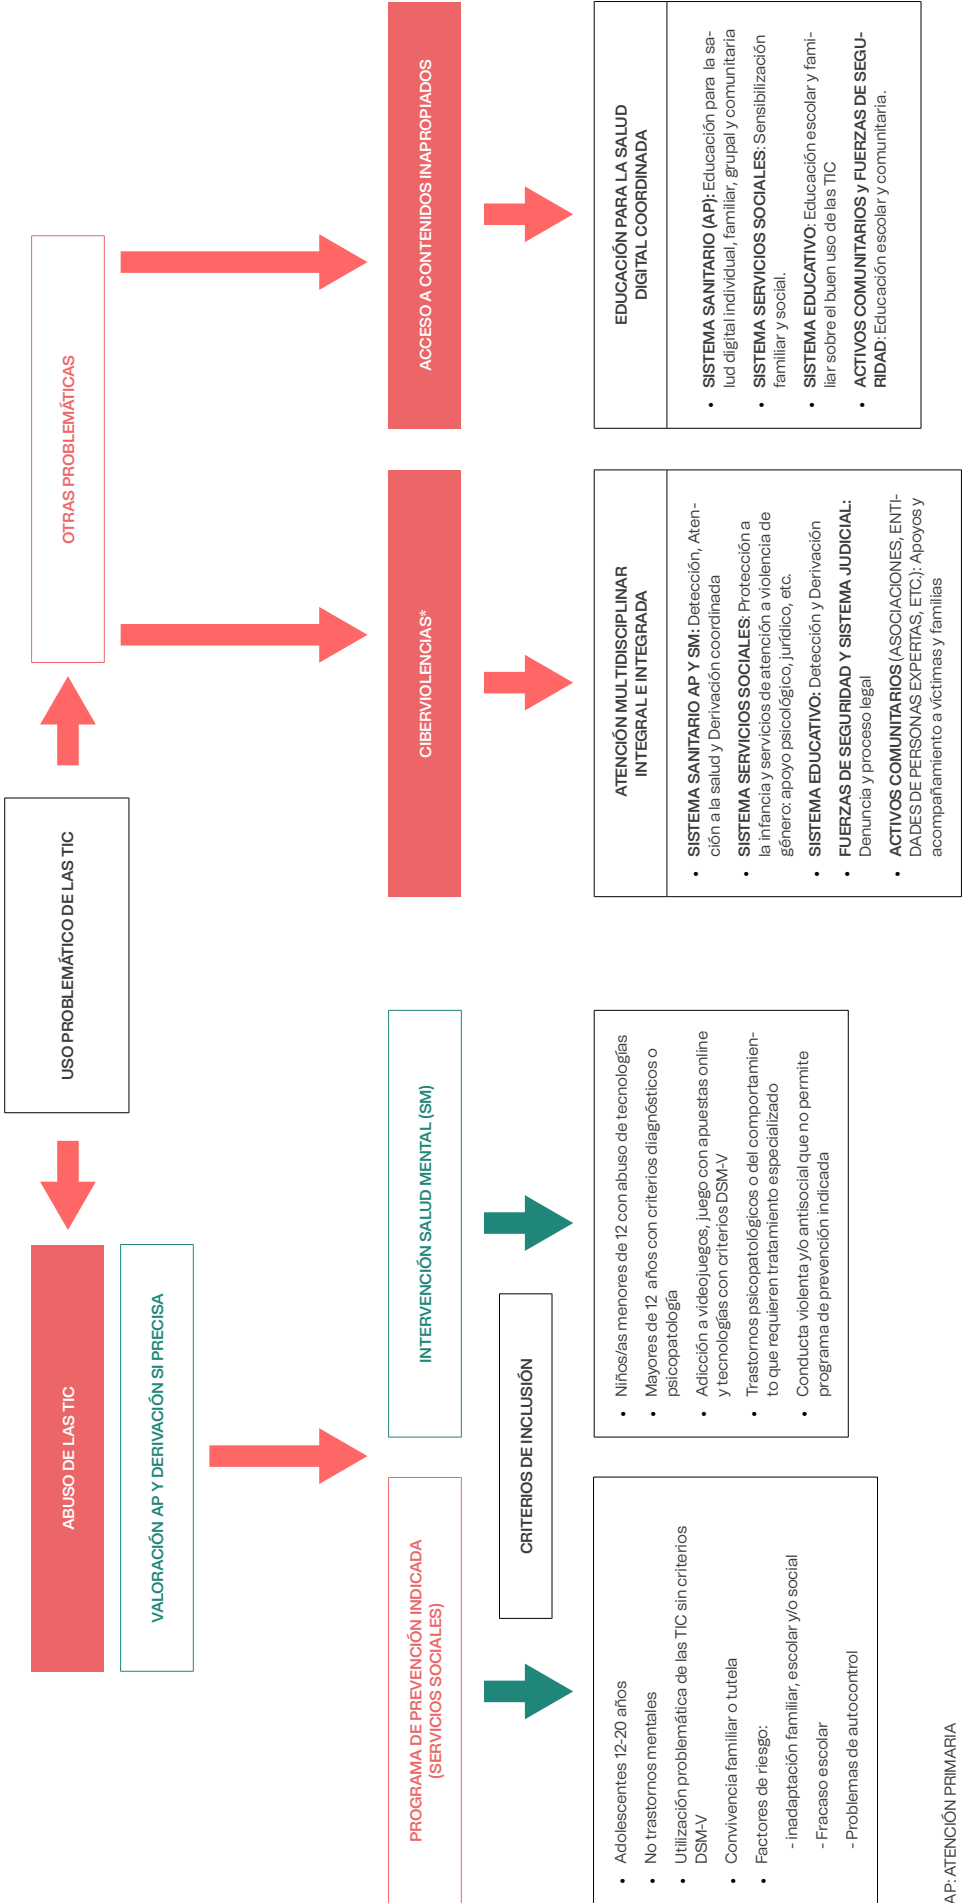 USO PROBLEMÁTICO DE LAS TIC
ABUSO DE LAS TIC
VALORACIÓN AP Y DERIVACIÓN SI PRECISA
OTRAS PROBLEMÁTICAS
PROGRAMA DE PREVENCIÓN INDICADA
(SERVICIOS SOCIALES)
INTERVENCIÓN SALUD MENTAL (SM)
CIBERVIOLENCIAS*
ACCESO A CONTENIDOS INAPROPIADOS
CRITERIOS DE INCLUSIÓN
• Adolescentes 12-20 años
• No trastornos mentales
• Utilización problemática de las TIC sin criterios
DSM-V
• Convivencia familiar o tutela
• Factores de riesgo:
- inadaptación familiar, escolar y/o social
- Fracaso escolar
- Problemas de autocontrol
• Niños/as menores de 12 con abuso de tecnologías
• Mayores de 12 años con criterios diagnósticos o
psicopatología
• Adicción a videojuegos, juego con apuestas online
y tecnologías con criterios DSM-V
• Trastornos psicopatológicos o del comportamien-
to que requieren tratamiento especializado
• Conducta violenta y/o antisocial que no permite
programa de prevención indicada
ATENCIÓN MULTIDISCIPLINAR
INTEGRAL E INTEGRADA
• SISTEMA SANITARIO AP Y SM: Detección, Aten-
ción a la salud y Derivación coordinada
• SISTEMA SERVICIOS SOCIALES: Protección a
la infancia y servicios de atención a violencia de
género: apoyo psicológico, jurídico, etc.
• SISTEMA EDUCATIVO: Detección y Derivación
• FUERZAS DE SEGURIDAD Y SISTEMA JUDICIAL:
Denuncia y proceso legal
• ACTIVOS COMUNITARIOS (ASOCIACIONES, ENTI-
DADES DE PERSONAS EXPERTAS, ETC.): Apoyos y
acompañamiento a víctimas y familias
EDUCACIÓN PARA LA SALUD
DIGITAL COORDINADA
• SISTEMA SANITARIO (AP): Educación para la sa-
lud digital individual, familiar, grupal y comunitaria
• SISTEMA SERVICIOS SOCIALES: Sensibilización
familiar y social.
• SISTEMA EDUCATIVO: Educación escolar y fami-
liar sobre el buen uso de las TIC
• ACTIVOS COMUNITARIOS y FUERZAS DE SEGU-
RIDAD: Educación escolar y comunitaria.
AP: ATENCIÓN PRIMARIA